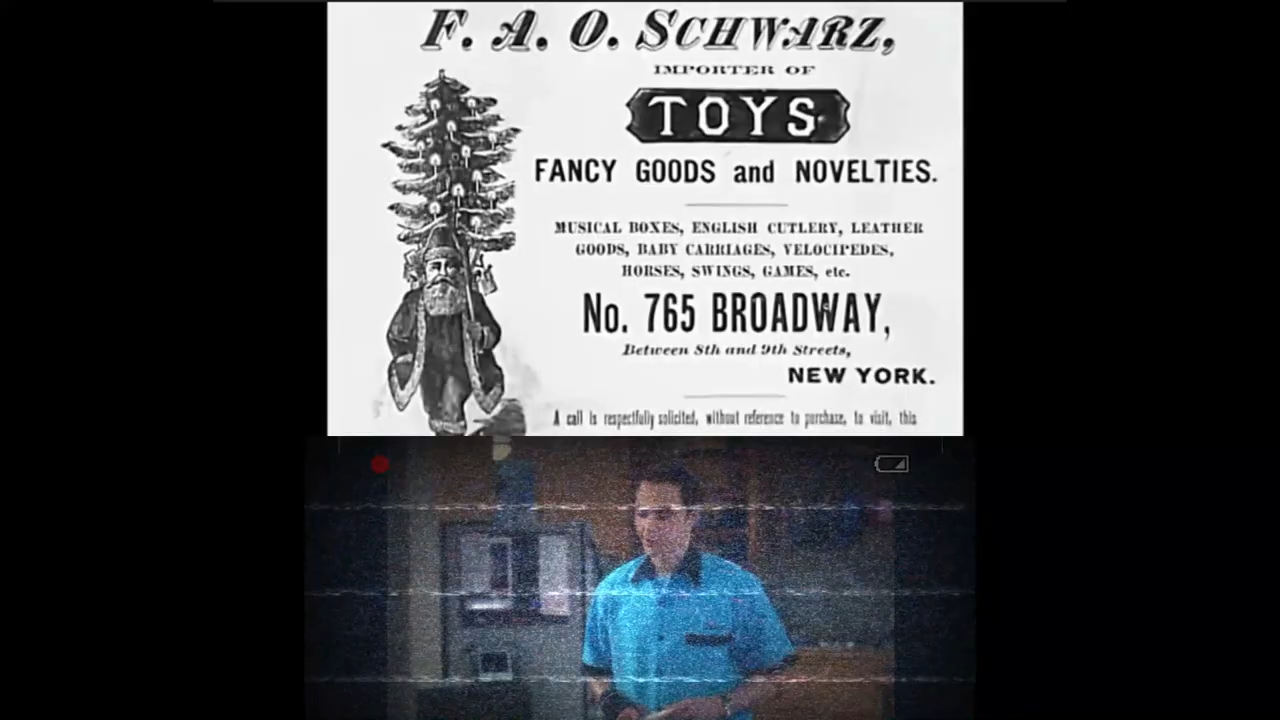 F. A. O. SCHWARZ,
IMPORTER OF
TOYS
FANCY GOODS and NOVELTIES.
MUSICAL BOXES, ENGLISH CUTLERY, LEATHER
GOODS, BABY CARRIAGES, VELOCIPEDES,
HORSES, SWINGS, GAMES, etc.
No. 765 BROADWAY,
Between 8th and 9th Streets,
NEW YORK.
A call is respectfully solicited, without reference to purchase, to visit, this